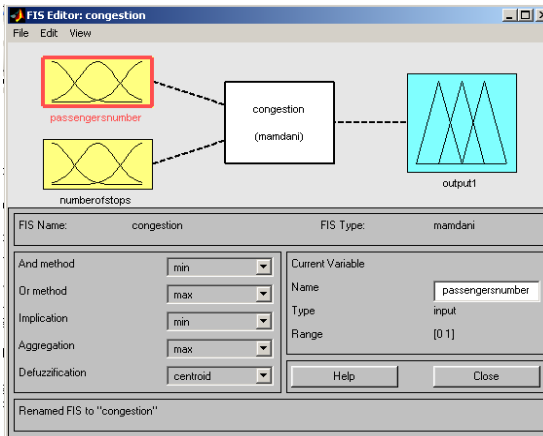 FIS Editor: congestion
File Edit View
passengersnumber
numberofstops
congestion
(mamdani)
output1
FIS Name: congestion FIS Type: mamdani
And method min
Or method max
Implication min
Aggregation max
Defuzzification centroid
Current Variable
Name passengersnumber
Type input
Range [0 1]
Help Close
Renamed FIS to "congestion"